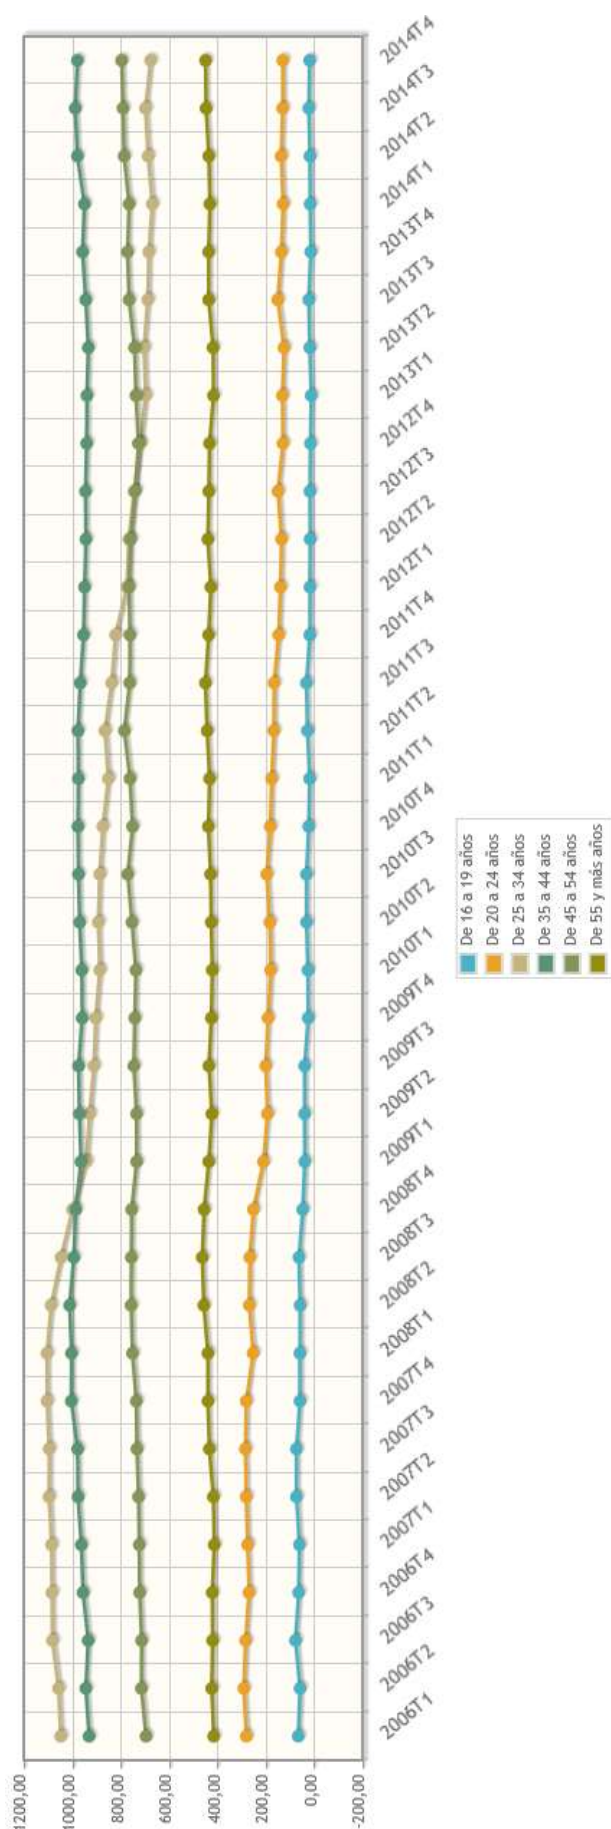 1200,00
1000,00
800,00
600,00
400,00
200,00
0,00
-200,00
2006T1
2006T2
2006T3
2006T4
2007T1
2007T2
2007T3
2007T4
2008T1
2008T2
2008T3
2008T4
2009T1
2009T2
2009T3
2009T4
2010T1
2010T2
2010T3
2010T4
2011T1
2011T2
2011T3
2011T4
2012T1
2012T2
2012T3
2012T4
2013T1
2013T2
2013T3
2013T4
2014T1
2014T2
2014T3
2014T4
De 16 a 19 años
De 20 a 24 años
De 25 a 34 años
De 35 a 44 años
De 45 a 54 años
De 55 y más años